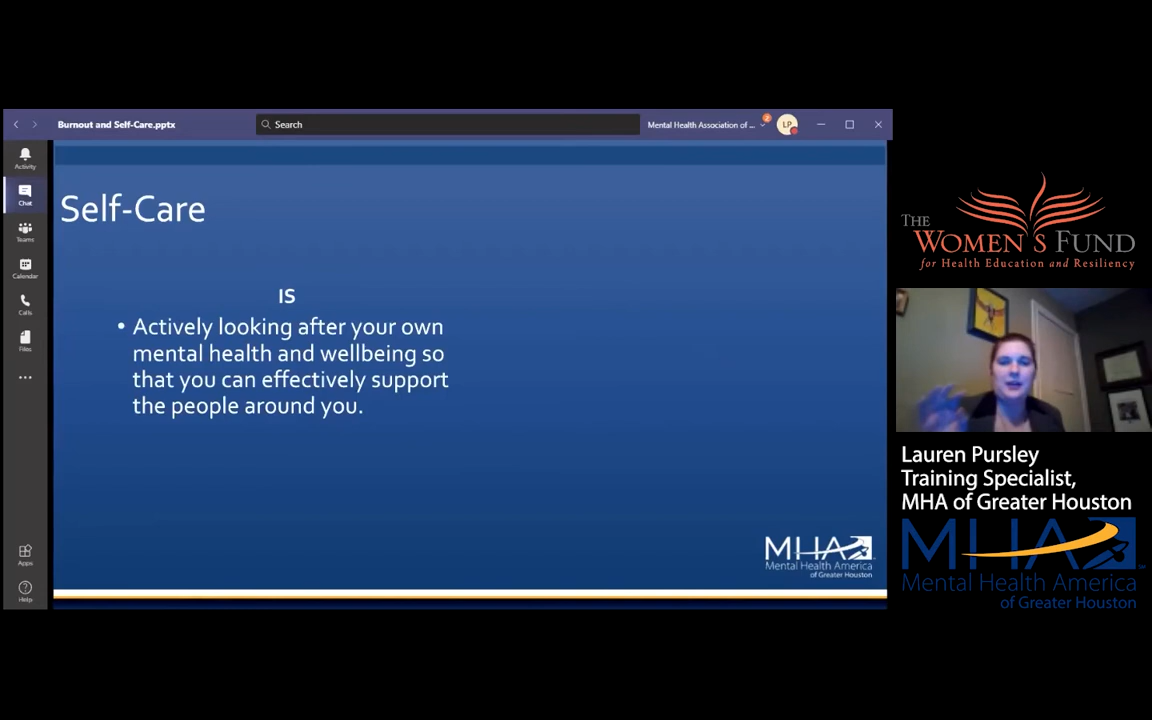 Burnout and Self-Care.pptx
Search
Mental Health Association of ...
2
LP
Activity
Chat
Teams
Calendar
Calls
Files
Apps
Help
Self-Care
IS
• Actively looking after your own
mental health and wellbeing so
that you can effectively support
the people around you.
MHA
Mental Health America
of Greater Houston
THE
WOMEN'S FUND
for Health Education and Resiliency
Lauren Pursley
Training Specialist,
MHA of Greater Houston
MHA
Mental Health America
of Greater Houston